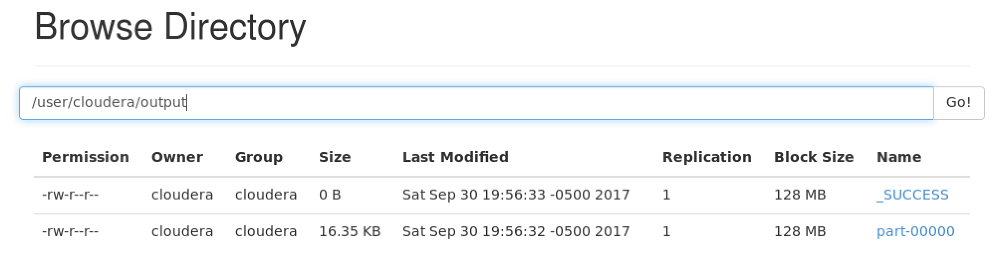 Browse Directory
/user/cloudera/output
Go!
Permission Owner Group Size Last Modified Replication Block Size Name
-rw-r--r-- cloudera cloudera 0 B Sat Sep 30 19:56:33 -0500 2017 1 128 MB _SUCCESS
-rw-r--r-- cloudera cloudera 16.35 KB Sat Sep 30 19:56:32 -0500 2017 1 128 MB part-00000